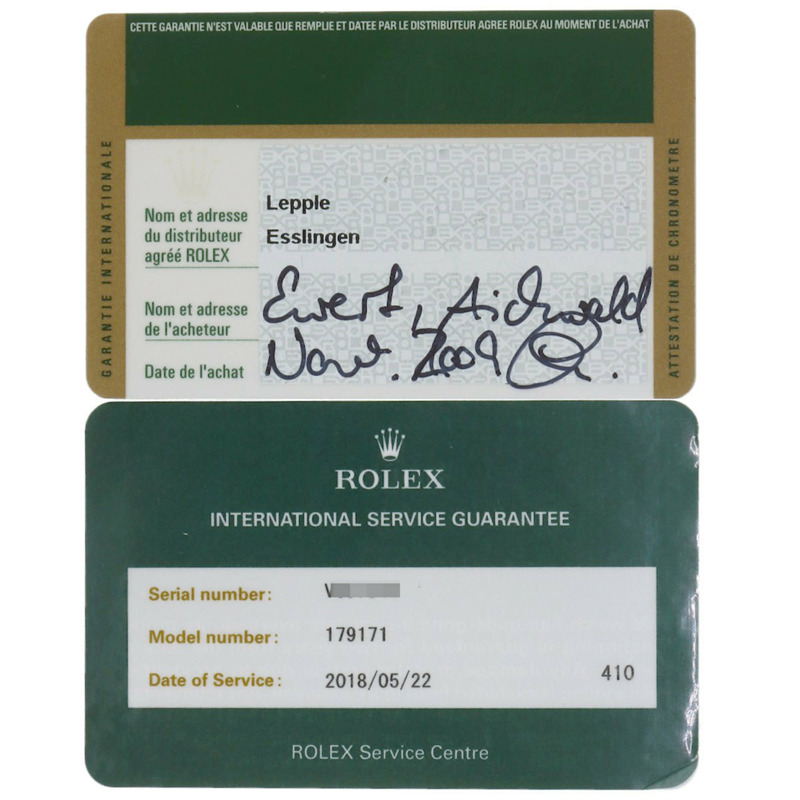 CETTE GARANTIE N'EST VALABLE QUE REMPLIE ET DATEE PAR LE DISTRIBUTEUR AGREE ROLEX AU MOMENT DE L'ACHAT
GARANTIE INTERNATIONALE
Nom et adresse
du distributeur
agréé ROLEX
Lepple
Esslingen
Nom et adresse
de l'acheteur
Ewert, Aichwald
Date de l'achat
Nov. 2009
ATTESTATION DE CHRONOMETRE
ROLEX
INTERNATIONAL SERVICE GUARANTEE
Serial number: V
Model number: 179171
Date of Service: 2018/05/22
410
ROLEX Service Centre